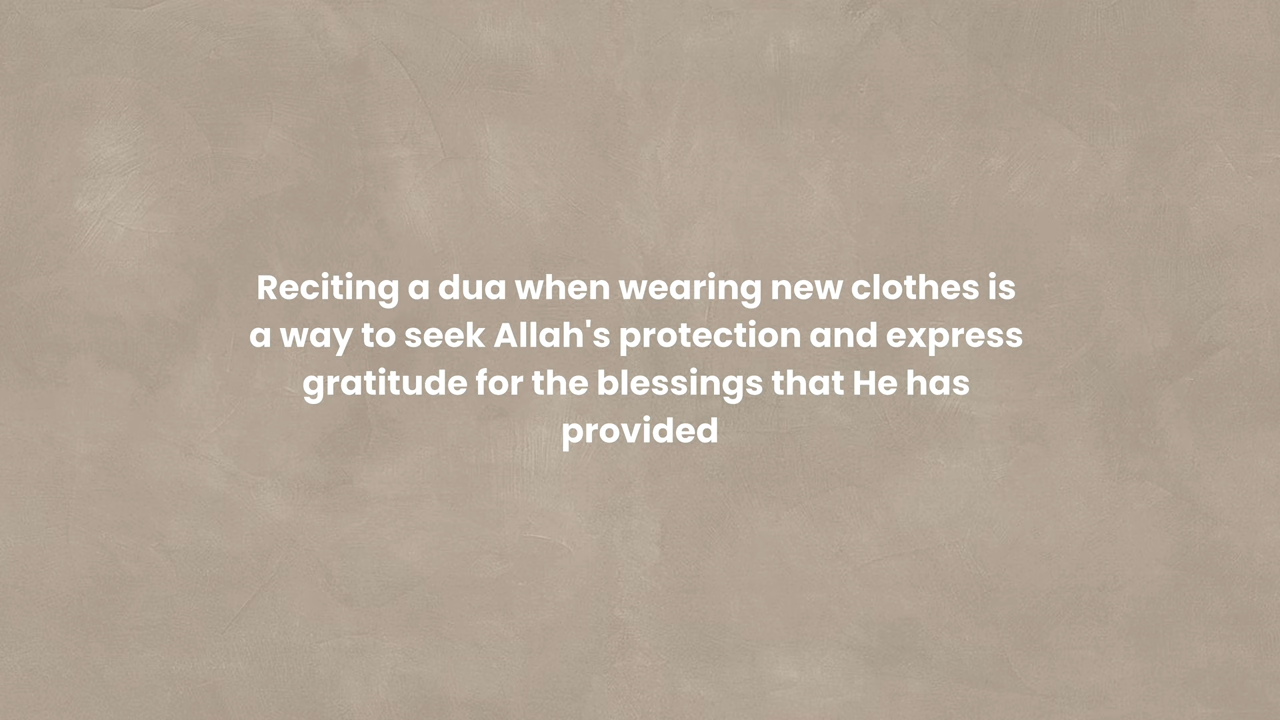 Reciting a dua when wearing new clothes is
a way to seek Allah's protection and express
gratitude for the blessings that He has
provided